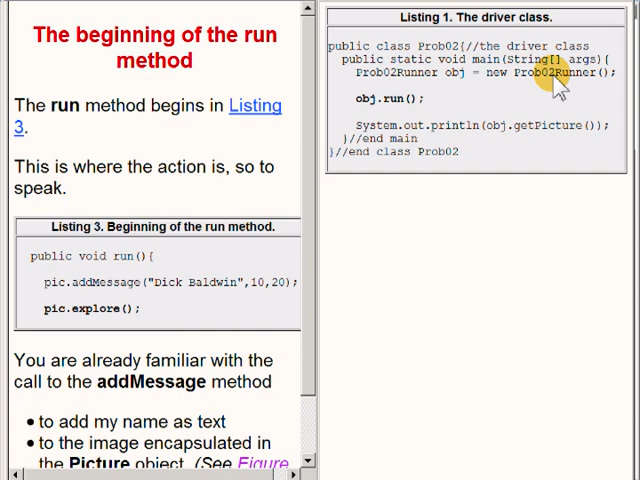 The beginning of the run
method
The run method begins in Listing
3.
This is where the action is, so to
speak.
Listing 3. Beginning of the run method.
public void run(){
pic.addMessage("Dick Baldwin",10,20);
pic.explore();
You are already familiar with the
call to the addMessage method
• to add my name as text
• to the image encapsulated in
the Picture object. (See Figure
Listing 1. The driver class.
public class Prob02{//the driver class
public static void main(String[] args){
Prob02Runner obj = new Prob02Runner();
obj.run();
System.out.println(obj.getPicture());
}//end main
}//end class Prob02